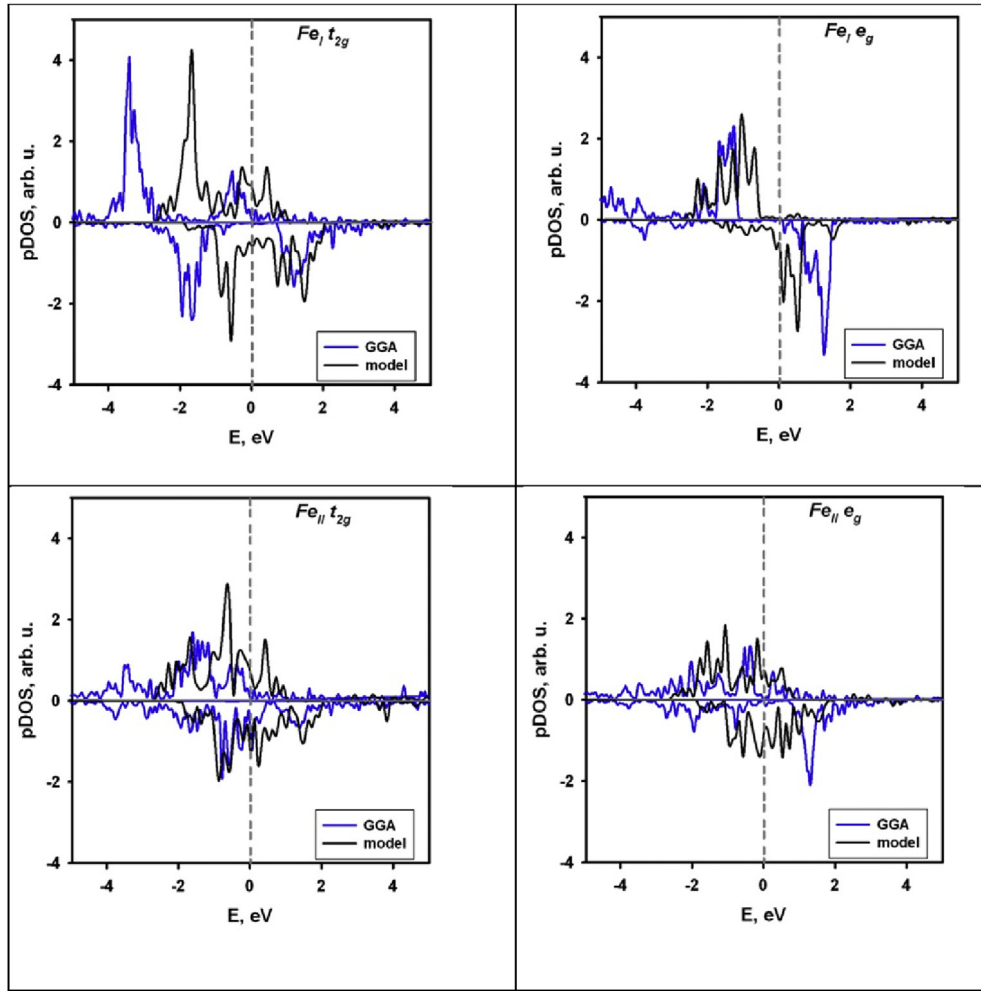 Fe_I t_2g
4
2
0
-2
-4
pDOS, arb. u.
GGA
model
-4 -2 0 2 4
E, eV
Fe_I e_g
4
2
0
-2
-4
pDOS, arb. u.
GGA
model
-4 -2 0 2 4
E, eV
Fe_II t_2g
4
2
0
-2
-4
pDOS, arb. u.
GGA
model
-4 -2 0 2 4
E, eV
Fe_II e_g
4
2
0
-2
-4
pDOS, arb. u.
GGA
model
-4 -2 0 2 4
E, eV